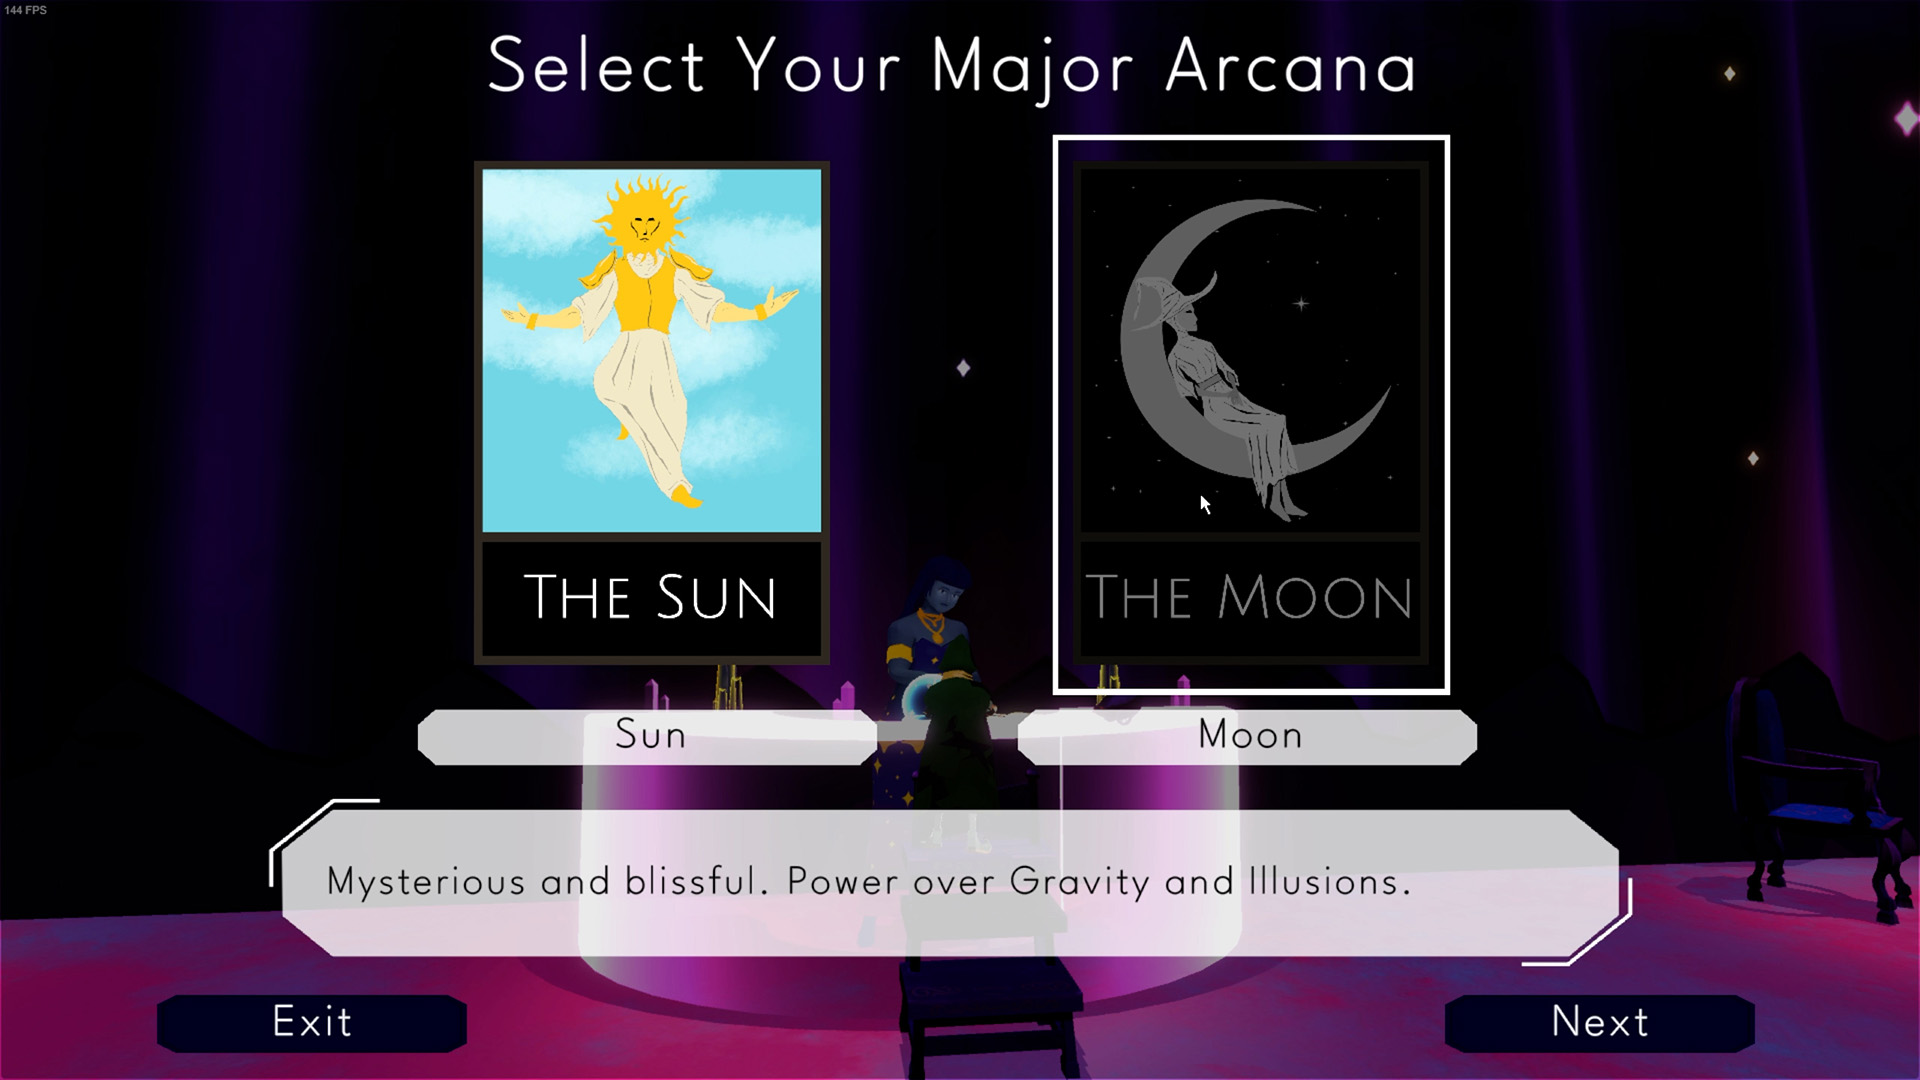 144 FPS
Select Your Major Arcana
THE SUN
THE MOON
Sun
Moon
Mysterious and blissful. Power over Gravity and Illusions.
Exit
Next